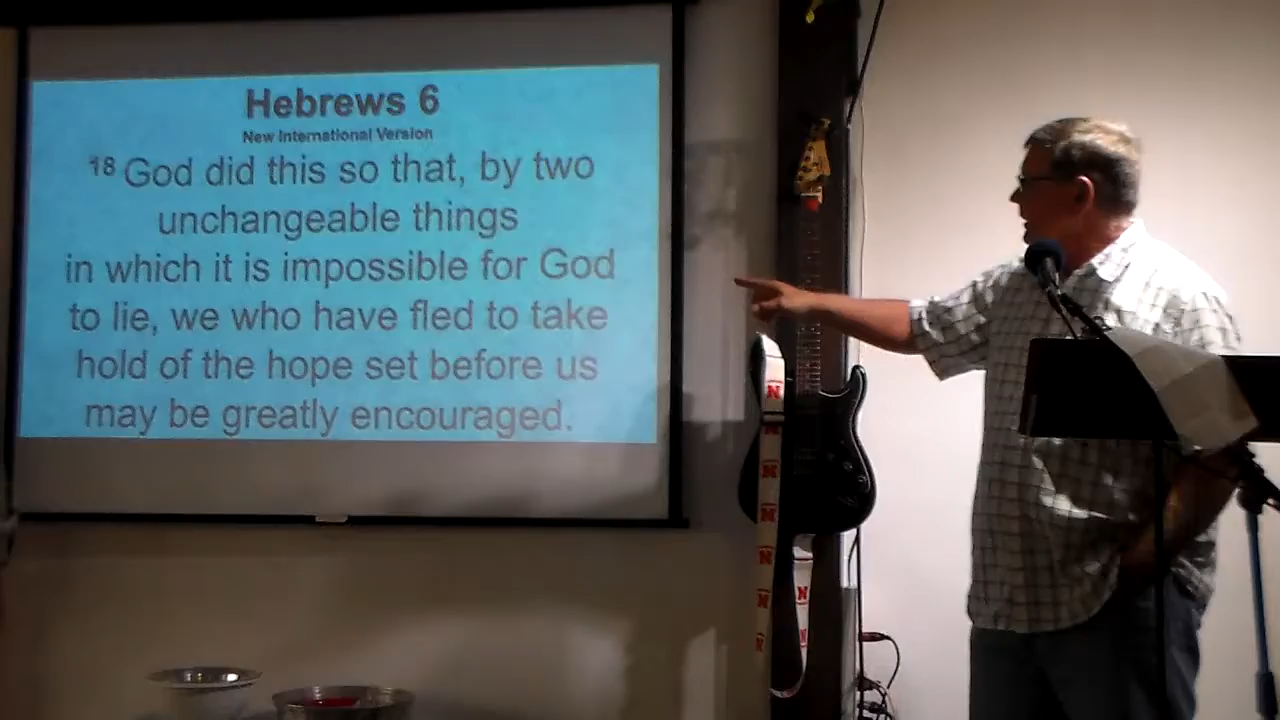 Hebrews 6
New International Version
18 God did this so that, by two
unchangeable things
in which it is impossible for God
to lie, we who have fled to take
hold of the hope set before us
may be greatly encouraged.
N
N
N
N
N
N
N
N